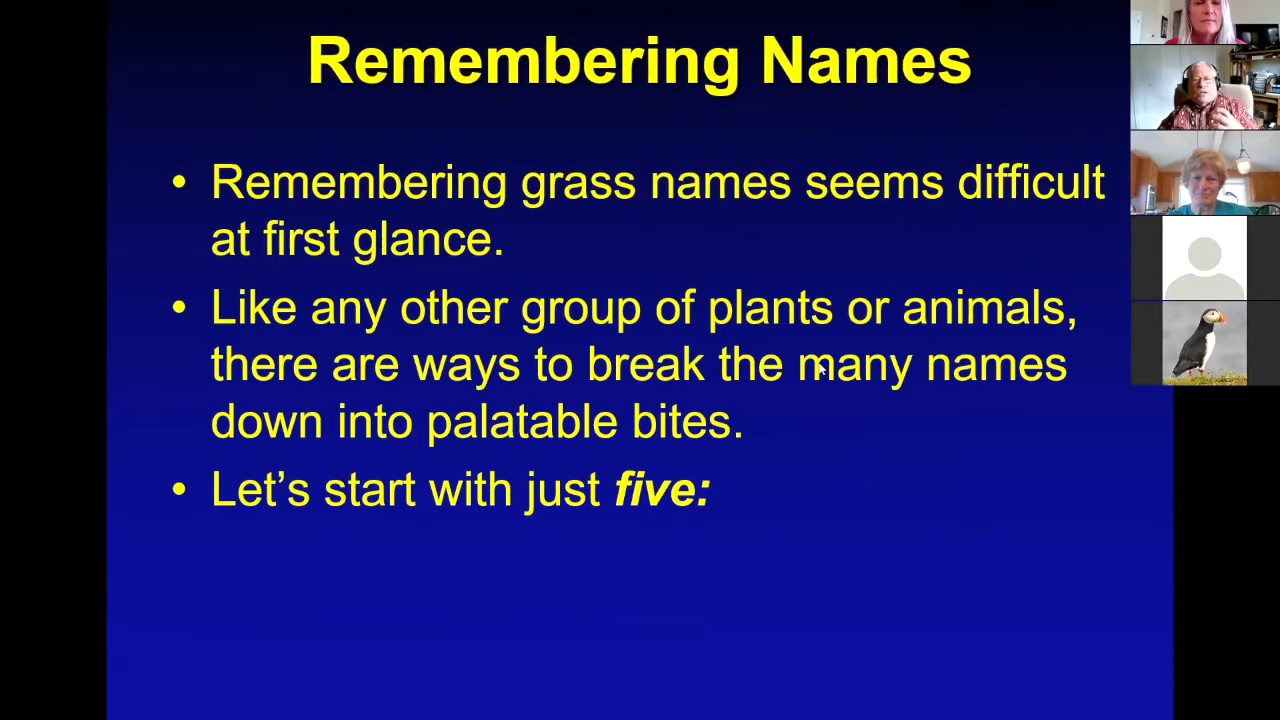 Remembering Names
• Remembering grass names seems difficult
at first glance.
• Like any other group of plants or animals,
there are ways to break the many names
down into palatable bites.
• Let’s start with just five: